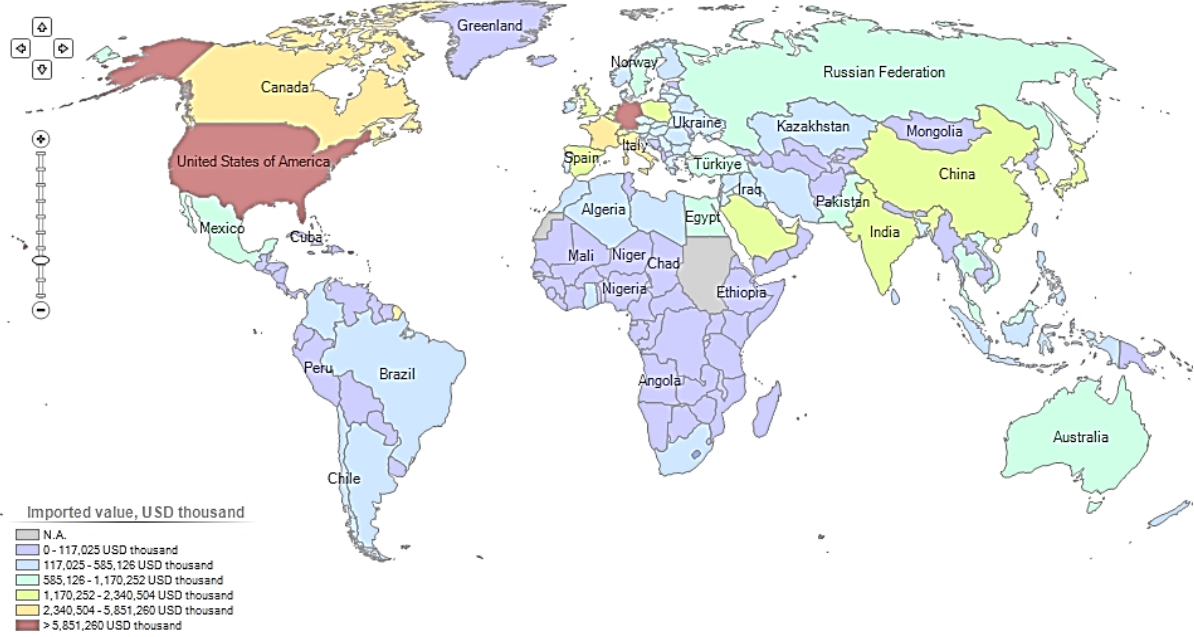 Greenland
Norway
Russian Federation
Canada
Ukraine
Kazakhstan
Mongolia
Italy
Spain
United States of America
Türkiye
China
Iraq
Pakistan
Algeria
Egypt
India
Mexico
Cuba
Mali
Niger
Chad
Nigeria
Ethiopia
Peru
Brazil
Angola
Australia
Chile
Imported value, USD thousand
N.A.
0 - 117,025 USD thousand
117,025 - 585,126 USD thousand
585,126 - 1,170,252 USD thousand
1,170,252 - 2,340,504 USD thousand
2,340,504 - 5,851,260 USD thousand
> 5,851,260 USD thousand